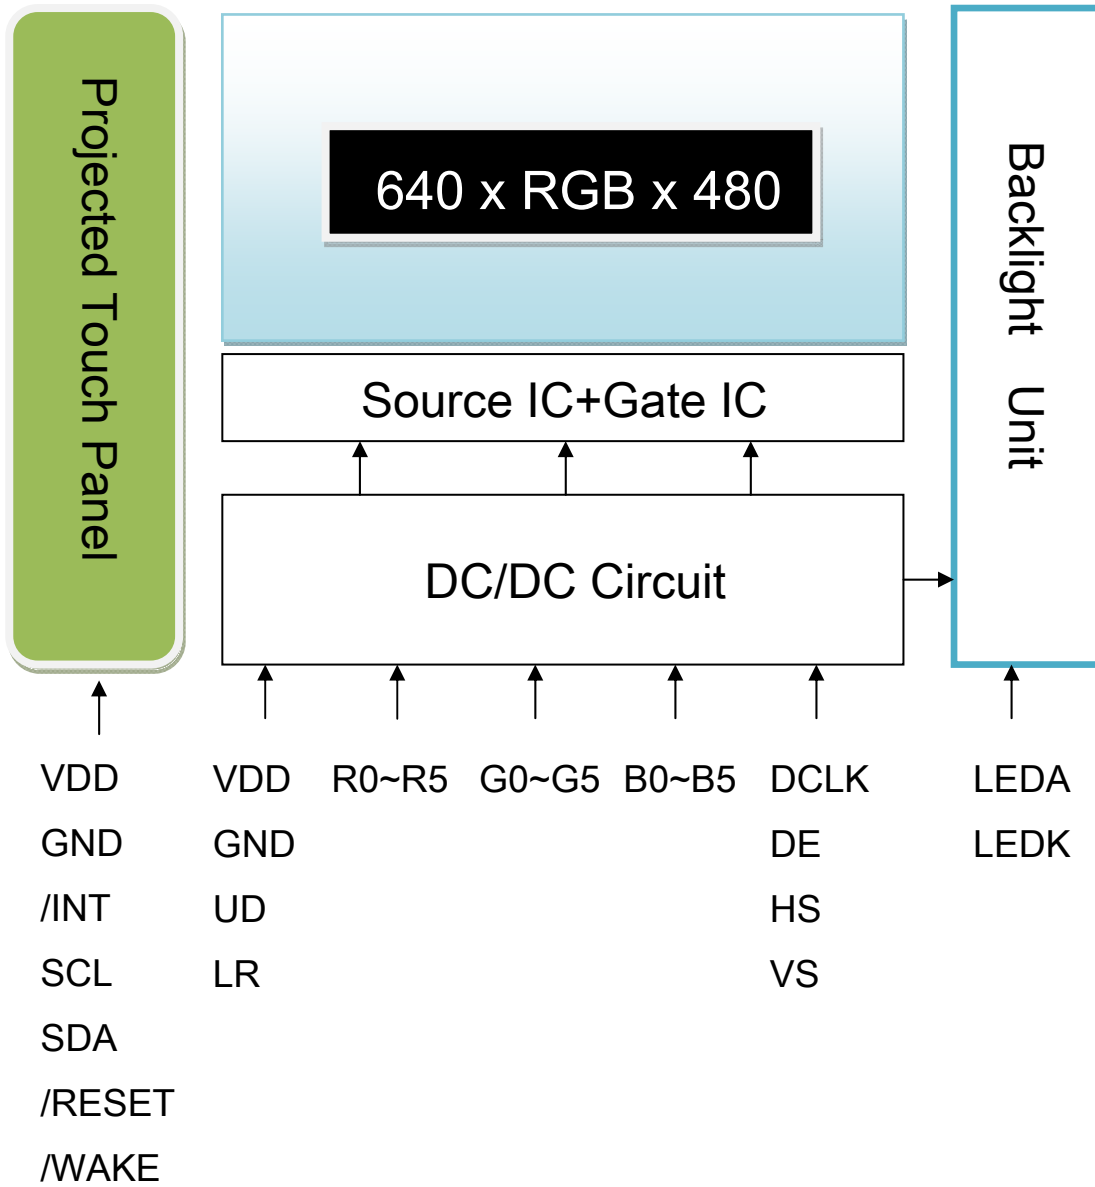 Projected Touch Panel
640 x RGB x 480
Backlight Unit
Source IC+Gate IC
DC/DC Circuit
VDD
GND
/INT
SCL
SDA
/RESET
/WAKE
VDD
GND
UD
LR
R0~R5
G0~G5
B0~B5
DCLK
DE
HS
VS
LEDA
LEDK